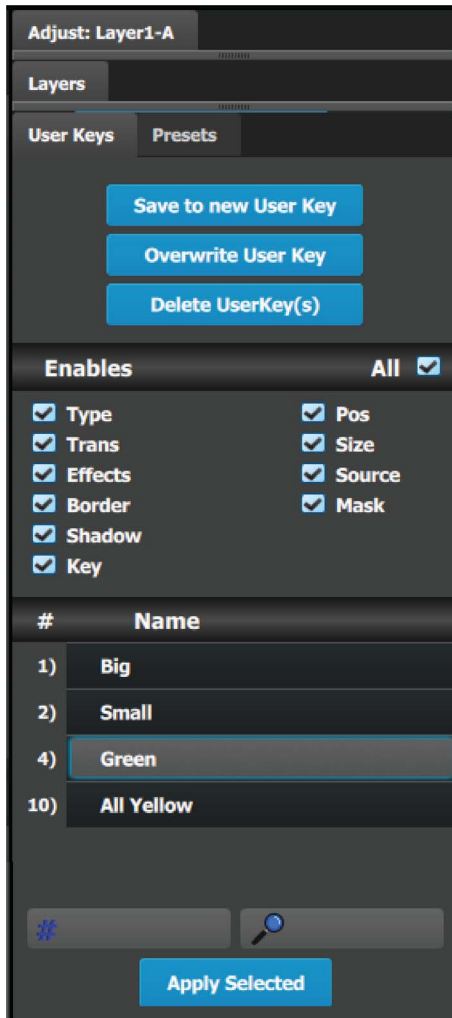 Adjust: Layer1-A
Layers
User Keys Presets
Save to new User Key
Overwrite User Key
Delete UserKey(s)
Enables All
Type Pos
Trans Size
Effects Source
Border Mask
Shadow
Key
# Name
1) Big
2) Small
4) Green
10) All Yellow
#
Apply Selected